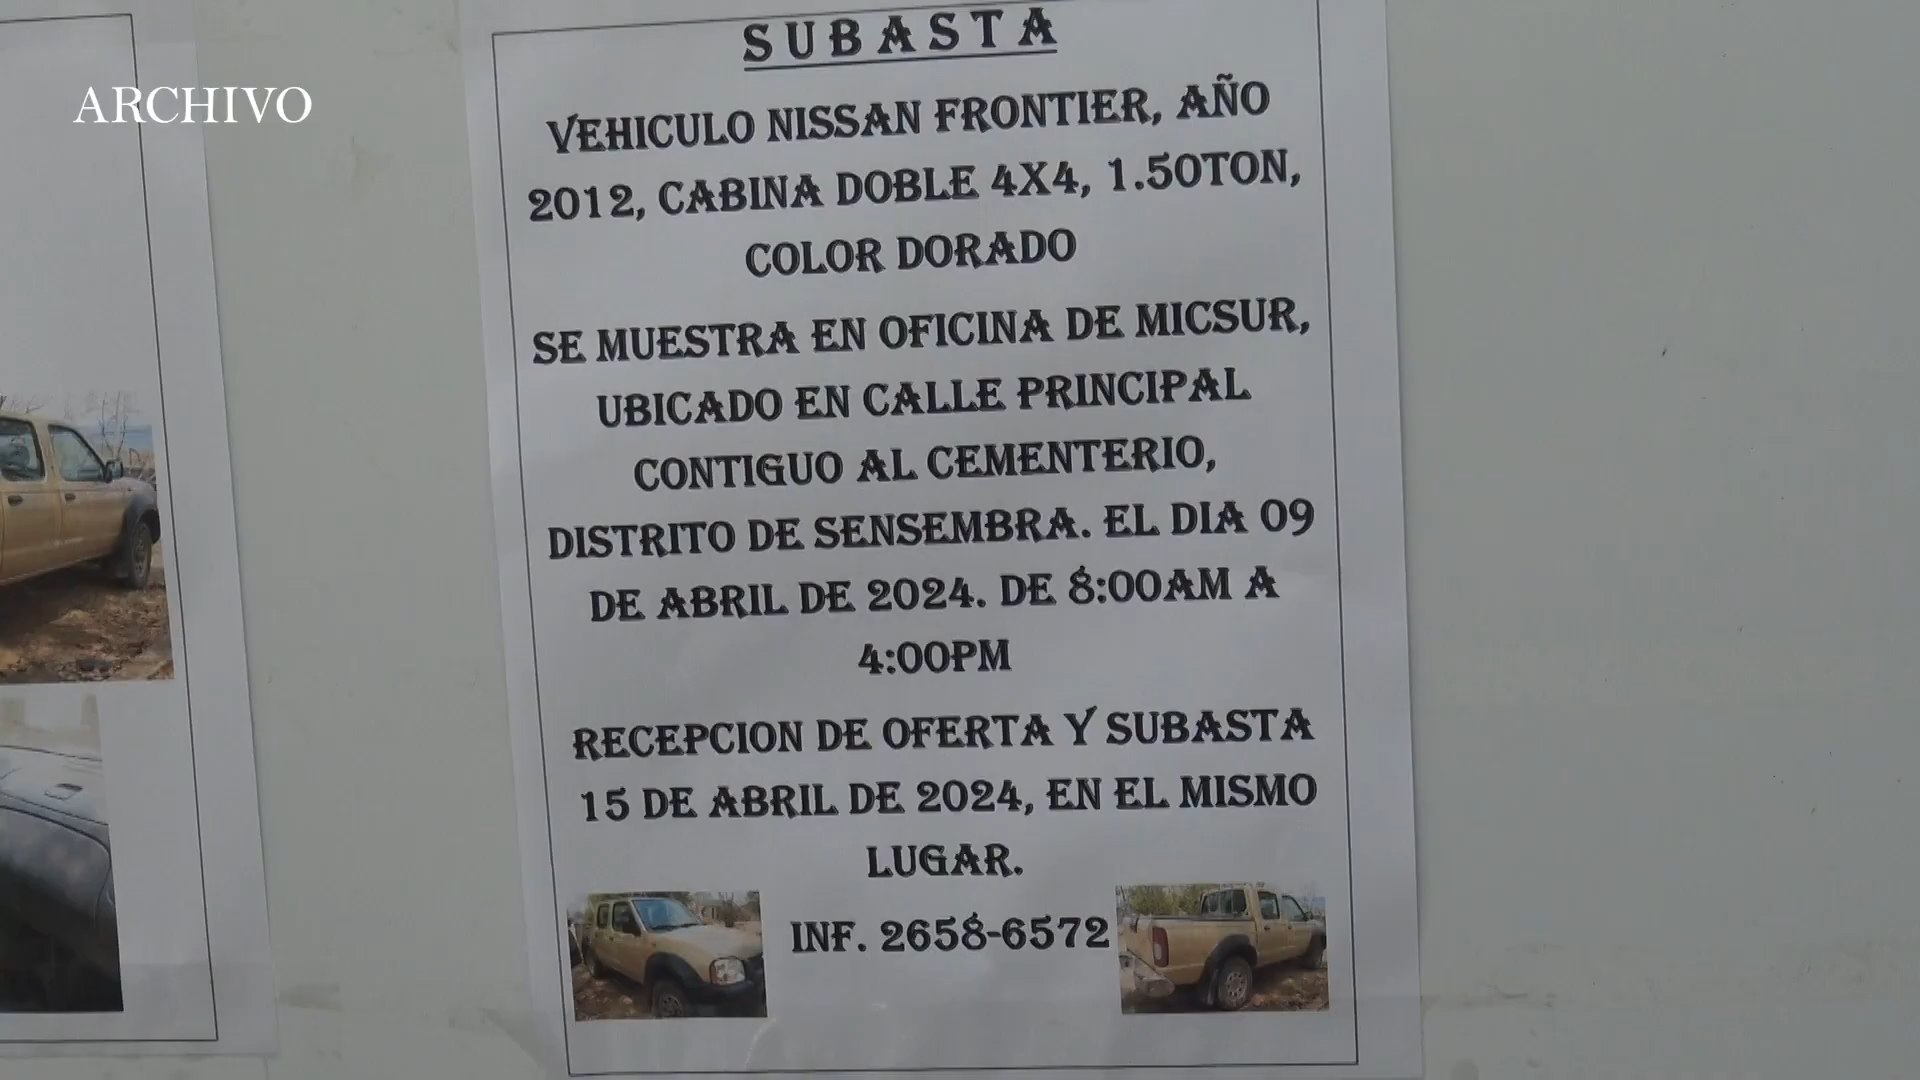 ARCHIVO
SUBASTA
VEHICULO NISSAN FRONTIER, AÑO
2012, CABINA DOBLE 4X4, 1.50TON,
COLOR DORADO
SE MUESTRA EN OFICINA DE MICSUR,
UBICADO EN CALLE PRINCIPAL
CONTIGUO AL CEMENTERIO,
DISTRITO DE SENSEMBRA. EL DIA 09
DE ABRIL DE 2024. DE 8:00AM A
4:00PM
RECEPCION DE OFERTA Y SUBASTA
15 DE ABRIL DE 2024, EN EL MISMO
LUGAR.
INF. 2658-6572